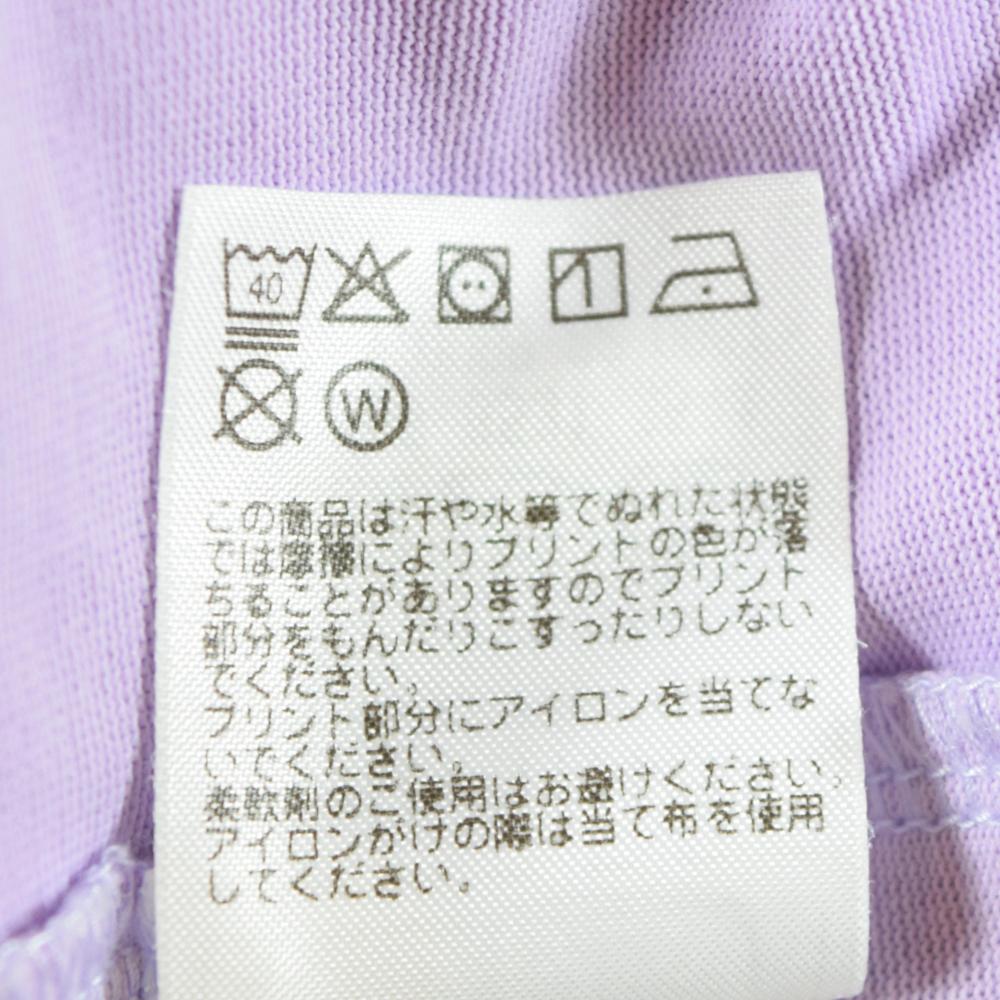 40
W
この商品は汗や水等でぬれた状態
では摩擦によりプリントの色が落
ちることがありますのでプリント
部分をもんだりこすったりしない
でください。
プリント部分にアイロンを当てな
いでください。
柔軟剤のご使用はお避けください。
アイロンがけの際は当て布を使用
してください。